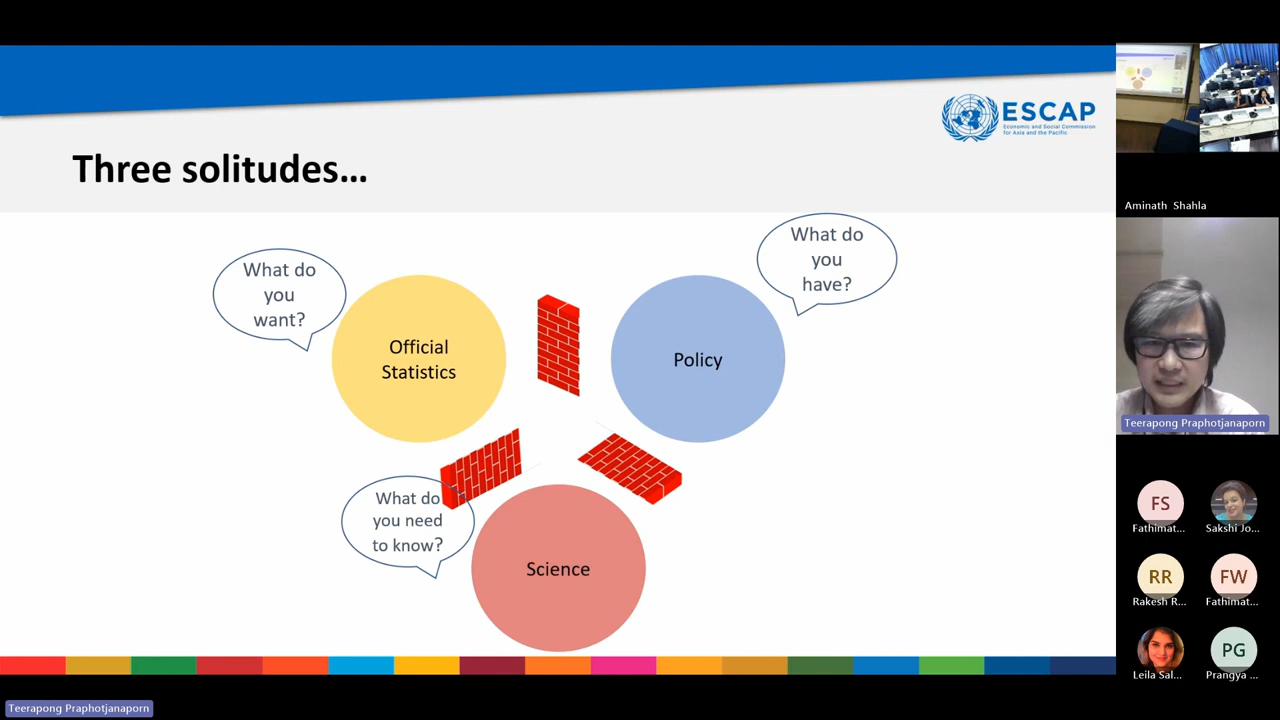 ESCAP
Economic and Social Commission
for Asia and the Pacific
Three solitudes...
What do
you
want?
What do
you
have?
Official
Statistics
Policy
What do
you need
to know?
Science
Aminath Shahla
Teerapong Praphotjanaporn
FS
Fathimat...
Sakshi Jo...
RR
Rakesh R...
FW
Fathimat...
Leila Sal...
PG
Prangya ...
Teerapong Praphotjanaporn